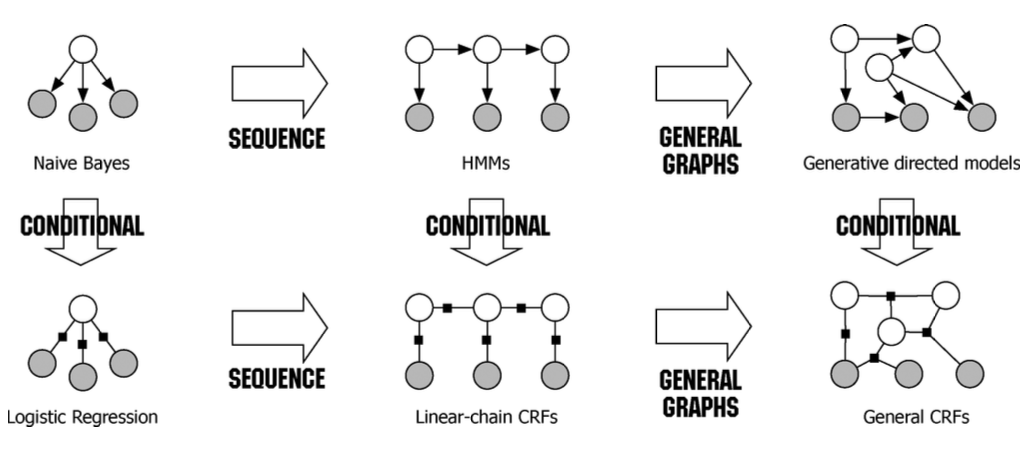 SEQUENCE
GENERAL
GRAPHS
Naive Bayes
HMMs
Generative directed models
CONDITIONAL
CONDITIONAL
CONDITIONAL
SEQUENCE
GENERAL
GRAPHS
Logistic Regression
Linear-chain CRFs
General CRFs